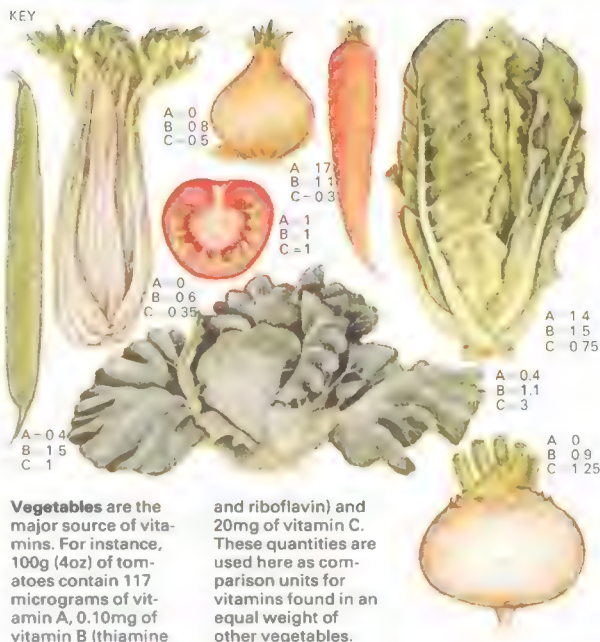 KEY
A - 0
B 0 8
C - 0 5
A 17
B 1 1
C - 0 3
A = 1
B = 1
C = 1
A - 0
B 0 6
C 0 35
A 1 4
B 1 5
C 0 75
A - 0.4
B - 1.1
C - 3
A - 0 4
B 1 5
C 1
A 0
B 0 9
C 1 25
Vegetables are the
major source of vita-
mins. For instance,
100g (4oz) of tom-
atoes contain 117
micrograms of vit-
amin A, 0.10mg of
vitamin B (thiamine
and riboflavin) and
20mg of vitamin C.
These quantities are
used here as com-
parison units for
vitamins found in an
equal weight of
other vegetables.